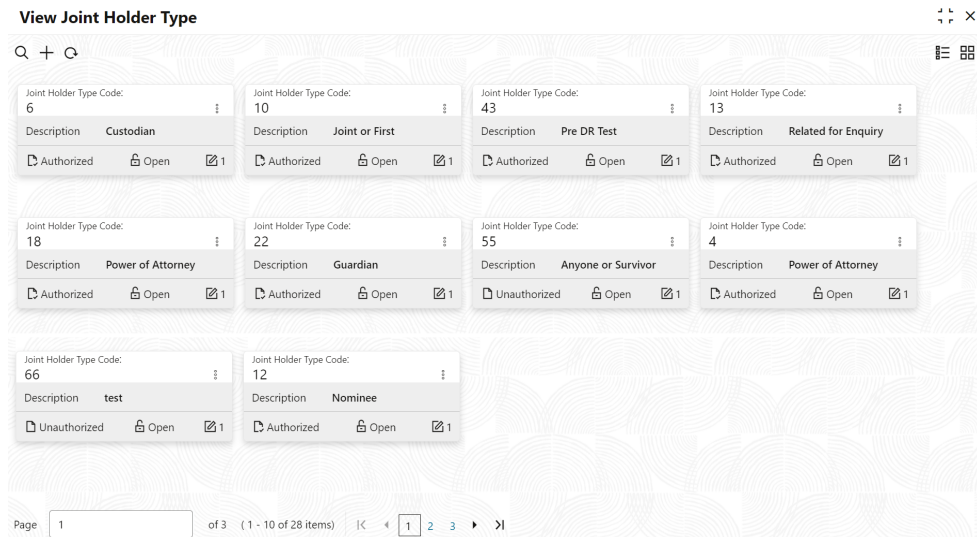 View Joint Holder Type
Joint Holder Type Code: Joint Holder Type Code: Joint Holder Type Code: Joint Holder Type Code:
6 10 43 13
Description Custodian Description Joint or First Description Pre DR Test Description Related for Enquiry
Authorized Open 1 Authorized Open 1 Authorized Open 1 Authorized Open 1
Joint Holder Type Code: Joint Holder Type Code: Joint Holder Type Code: Joint Holder Type Code:
18 22 55 4
Description Power of Attorney Description Guardian Description Anyone or Survivor Description Power of Attorney
Authorized Open 1 Authorized Open 1 Unauthorized Open 1 Authorized Open 1
Joint Holder Type Code: Joint Holder Type Code:
66 12
Description test Description Nominee
Unauthorized Open 1 Authorized Open 1
Page 1 of 3 ( 1 - 10 of 28 items) 1 2 3